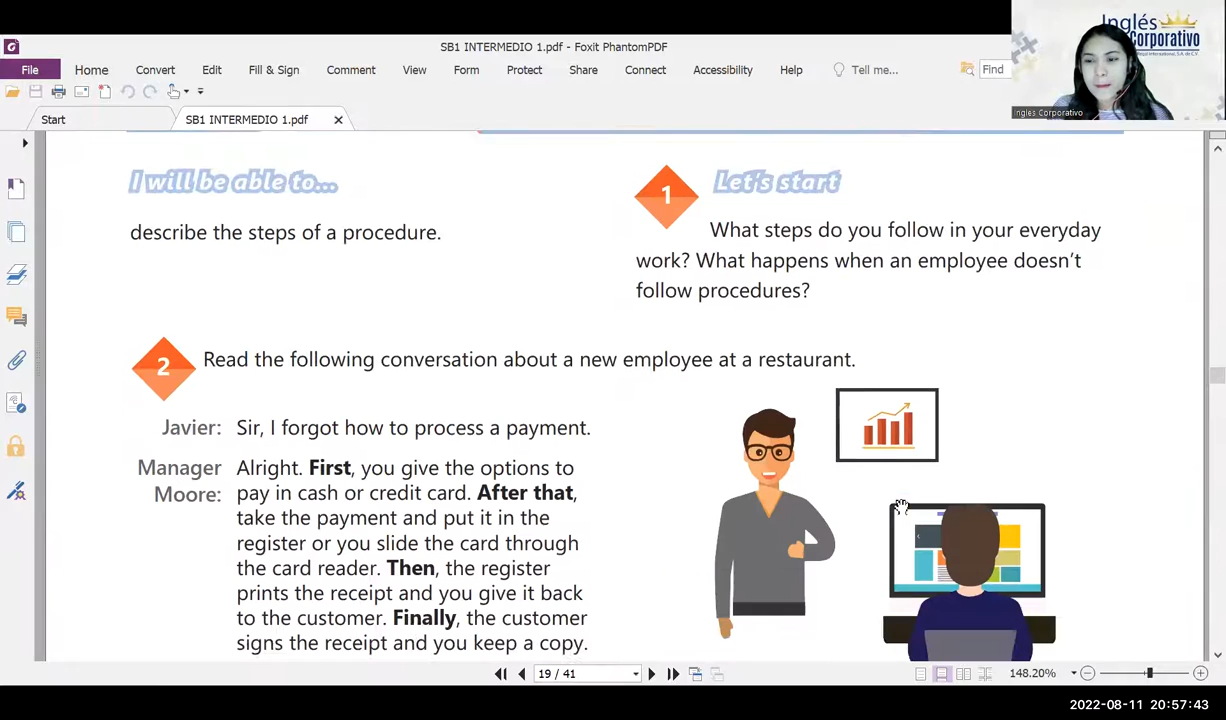 SB1 INTERMEDIO 1.pdf - Foxit PhantomPDF
File Home Convert Edit Fill & Sign Comment View Form Protect Share Connect Accessibility Help Tell me... Find
Start SB1 INTERMEDIO 1.pdf
Inglés
Corporativo
Ingles Corporativo
I will be able to...
describe the steps of a procedure.
1 Let's start
What steps do you follow in your everyday
work? What happens when an employee doesn't
follow procedures?
2 Read the following conversation about a new employee at a restaurant.
Javier: Sir, I forgot how to process a payment.
Manager Moore: Alright. First, you give the options to
pay in cash or credit card. After that,
take the payment and put it in the
register or you slide the card through
the card reader. Then, the register
prints the receipt and you give it back
to the customer. Finally, the customer
signs the receipt and you keep a copy.
19 / 41
148.20%
2022-08-11 20:57:43